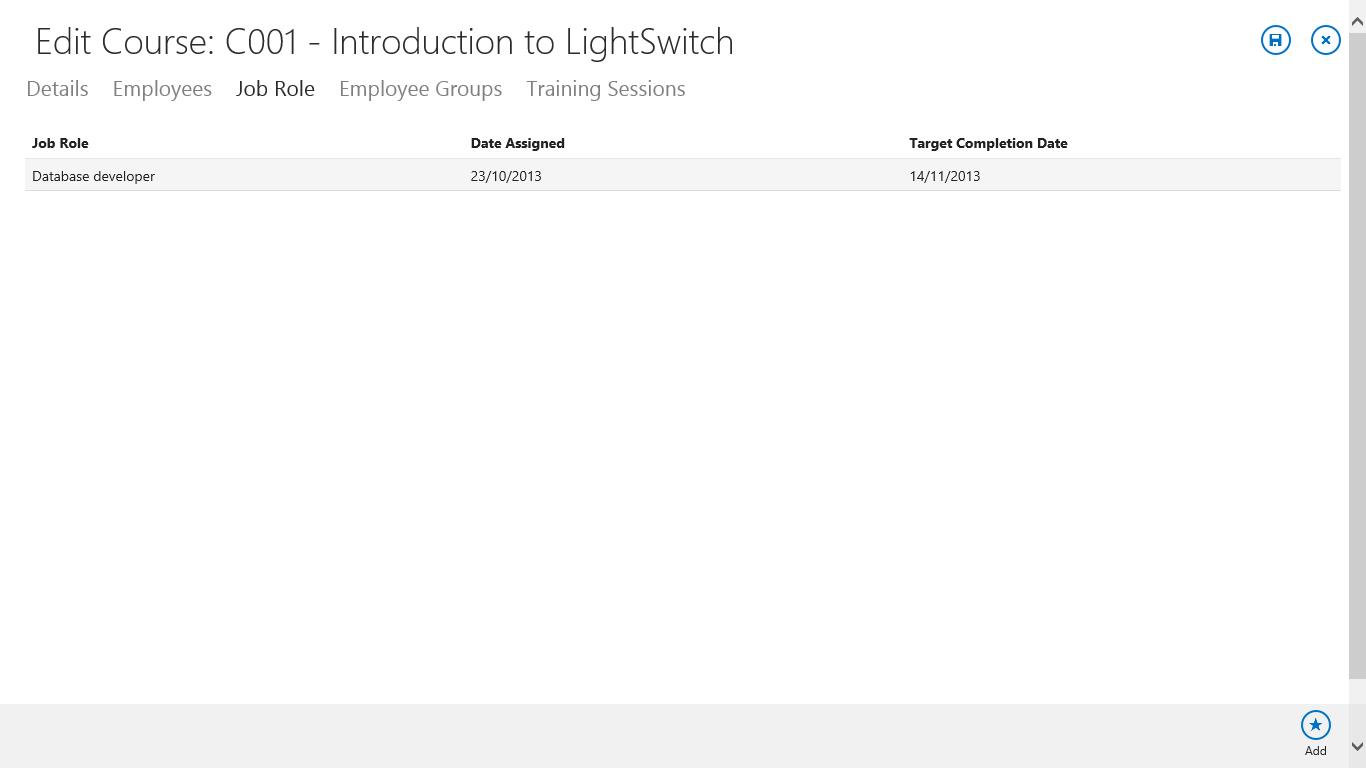 Edit Course: C001 - Introduction to LightSwitch
Details Employees Job Role Employee Groups Training Sessions
Job Role Date Assigned Target Completion Date
Database developer 23/10/2013 14/11/2013
Add